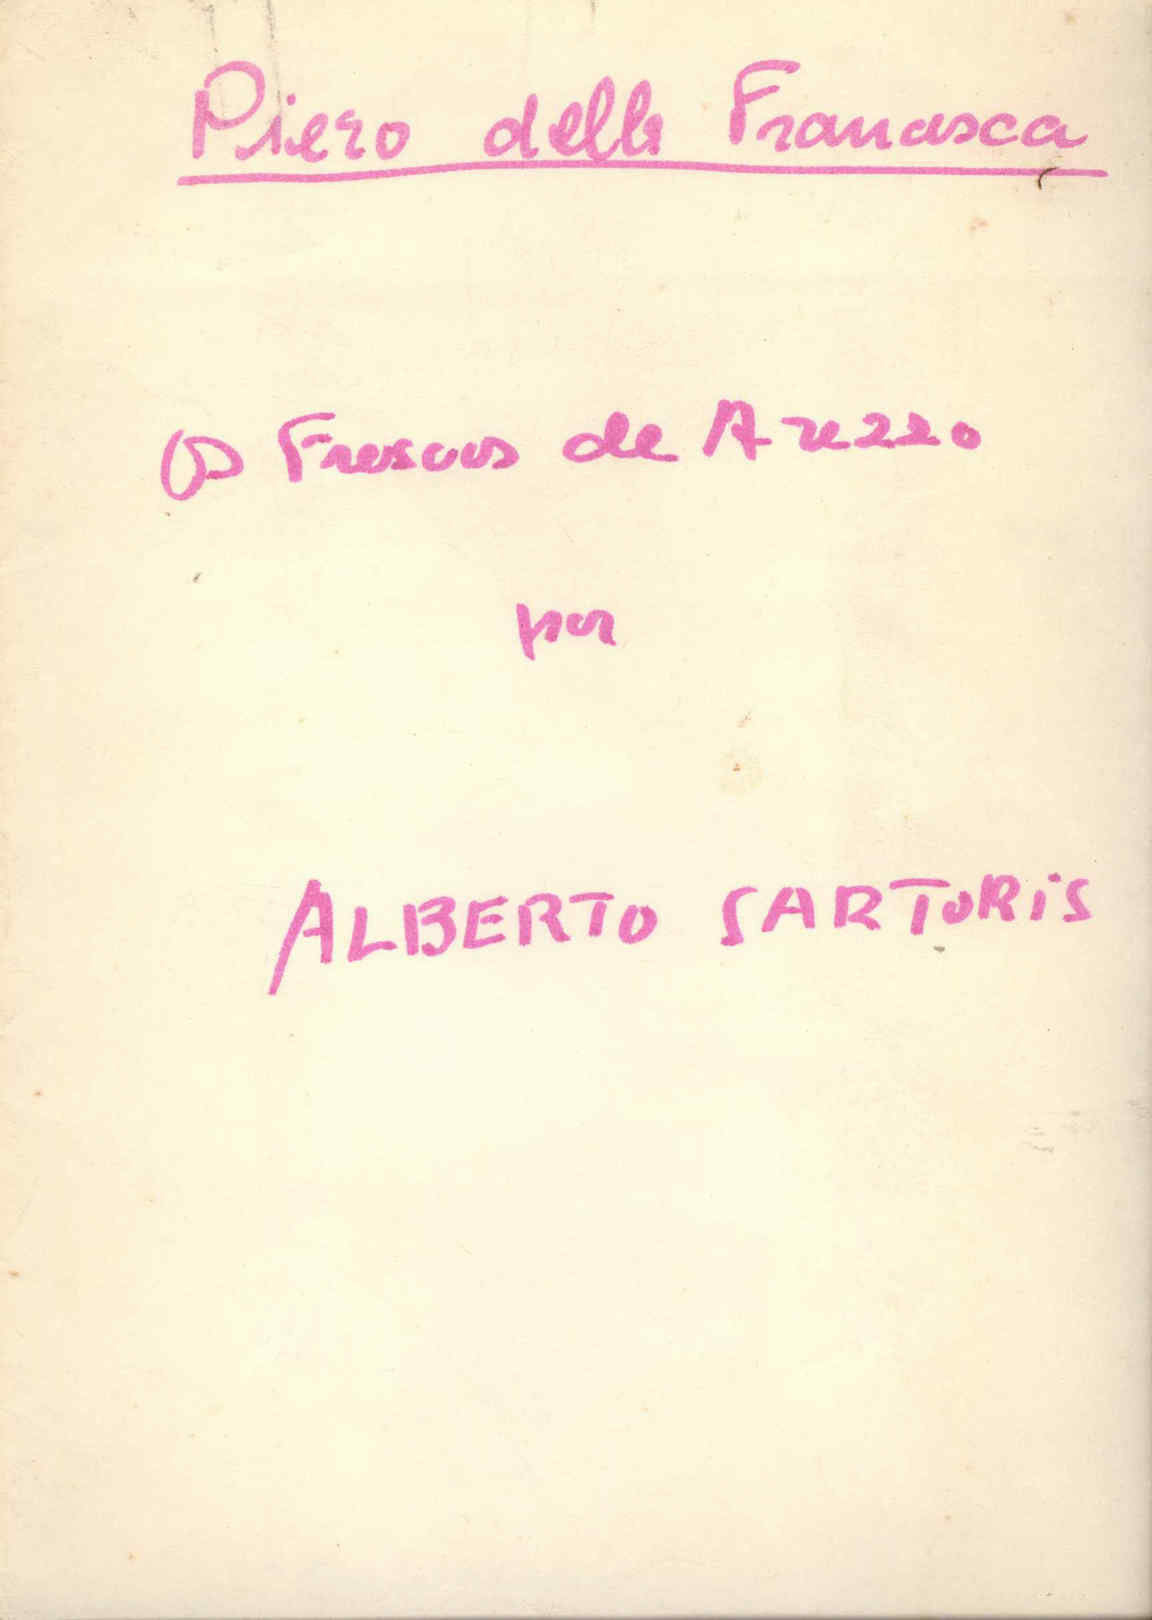 Piero della Francesca
Os Frescos de Arezzo
por
ALBERTO SARTORIS